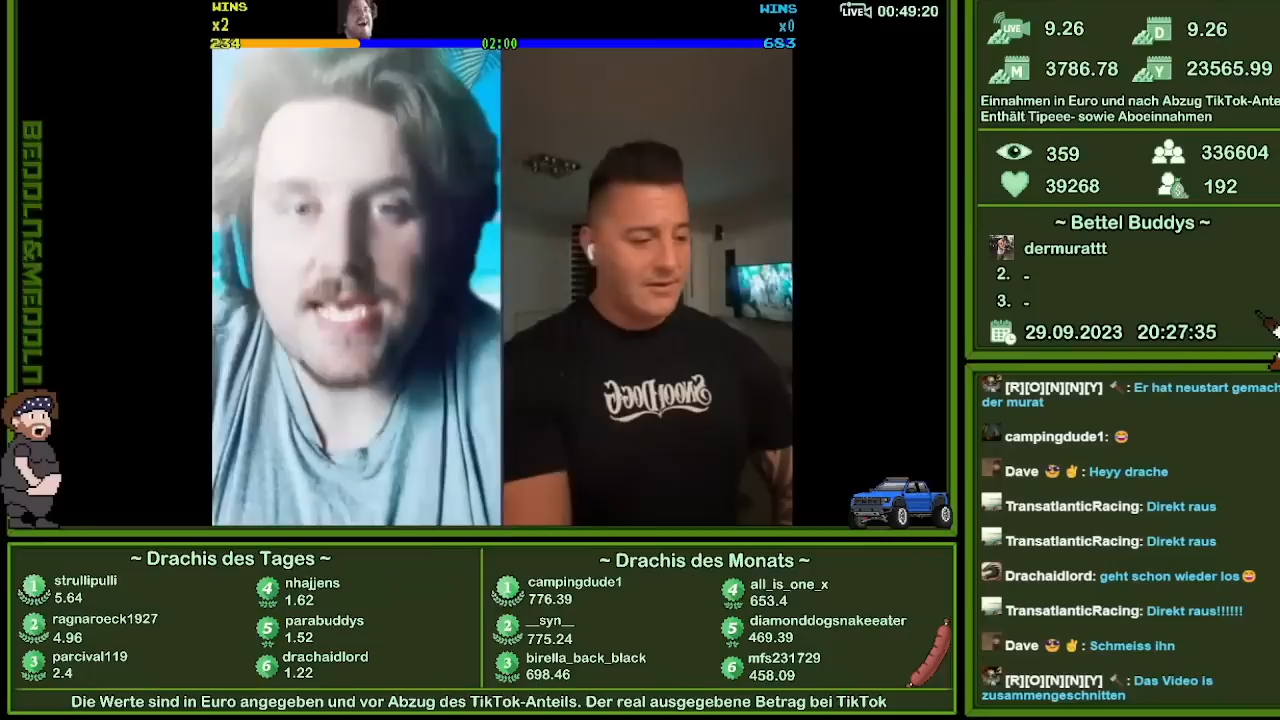 WINS
x2
234
02:00
WINS
x0
683
LIVE 00:49:20
BEDDLN&MEDDLN
SNOOP DOGG
LIVE 9.26
D 9.26
M 3786.78
Y 23565.99
Einnahmen in Euro und nach Abzug TikTok-Ante
Enthält Tipeee- sowie Aboeinnahmen
359
336604
39268
192
~ Bettel Buddys ~
dermurattt
2. -
3. -
29.09.2023 20:27:35
[R][O][N][N][Y] : Er hat neustart gemach
der murat
campingdude1: 😂
Dave 😎✌: Heyy drache
TransatlanticRacing: Direkt raus
TransatlanticRacing: Direkt raus
Drachaidlord: geht schon wieder los😅
TransatlanticRacing: Direkt raus!!!!!!
Dave 😎✌: Schmeiss ihn
[R][O][N][N][Y] : Das Video is
zusammengeschnitten
~ Drachis des Tages ~
1 strullipulli
5.64
2 ragnaroeck1927
4.96
3 parcival119
2.4
4 nhajjens
1.62
5 parabuddys
1.52
6 drachaidlord
1.22
~ Drachis des Monats ~
1 campingdude1
776.39
2 __syn__
775.24
3 birella_back_black
698.46
4 all_is_one_x
653.4
5 diamonddogsnakeeater
469.39
6 mfs231729
458.09
Die Werte sind in Euro angegeben und vor Abzug des TikTok-Anteils. Der real ausgegebene Betrag bei TikTok